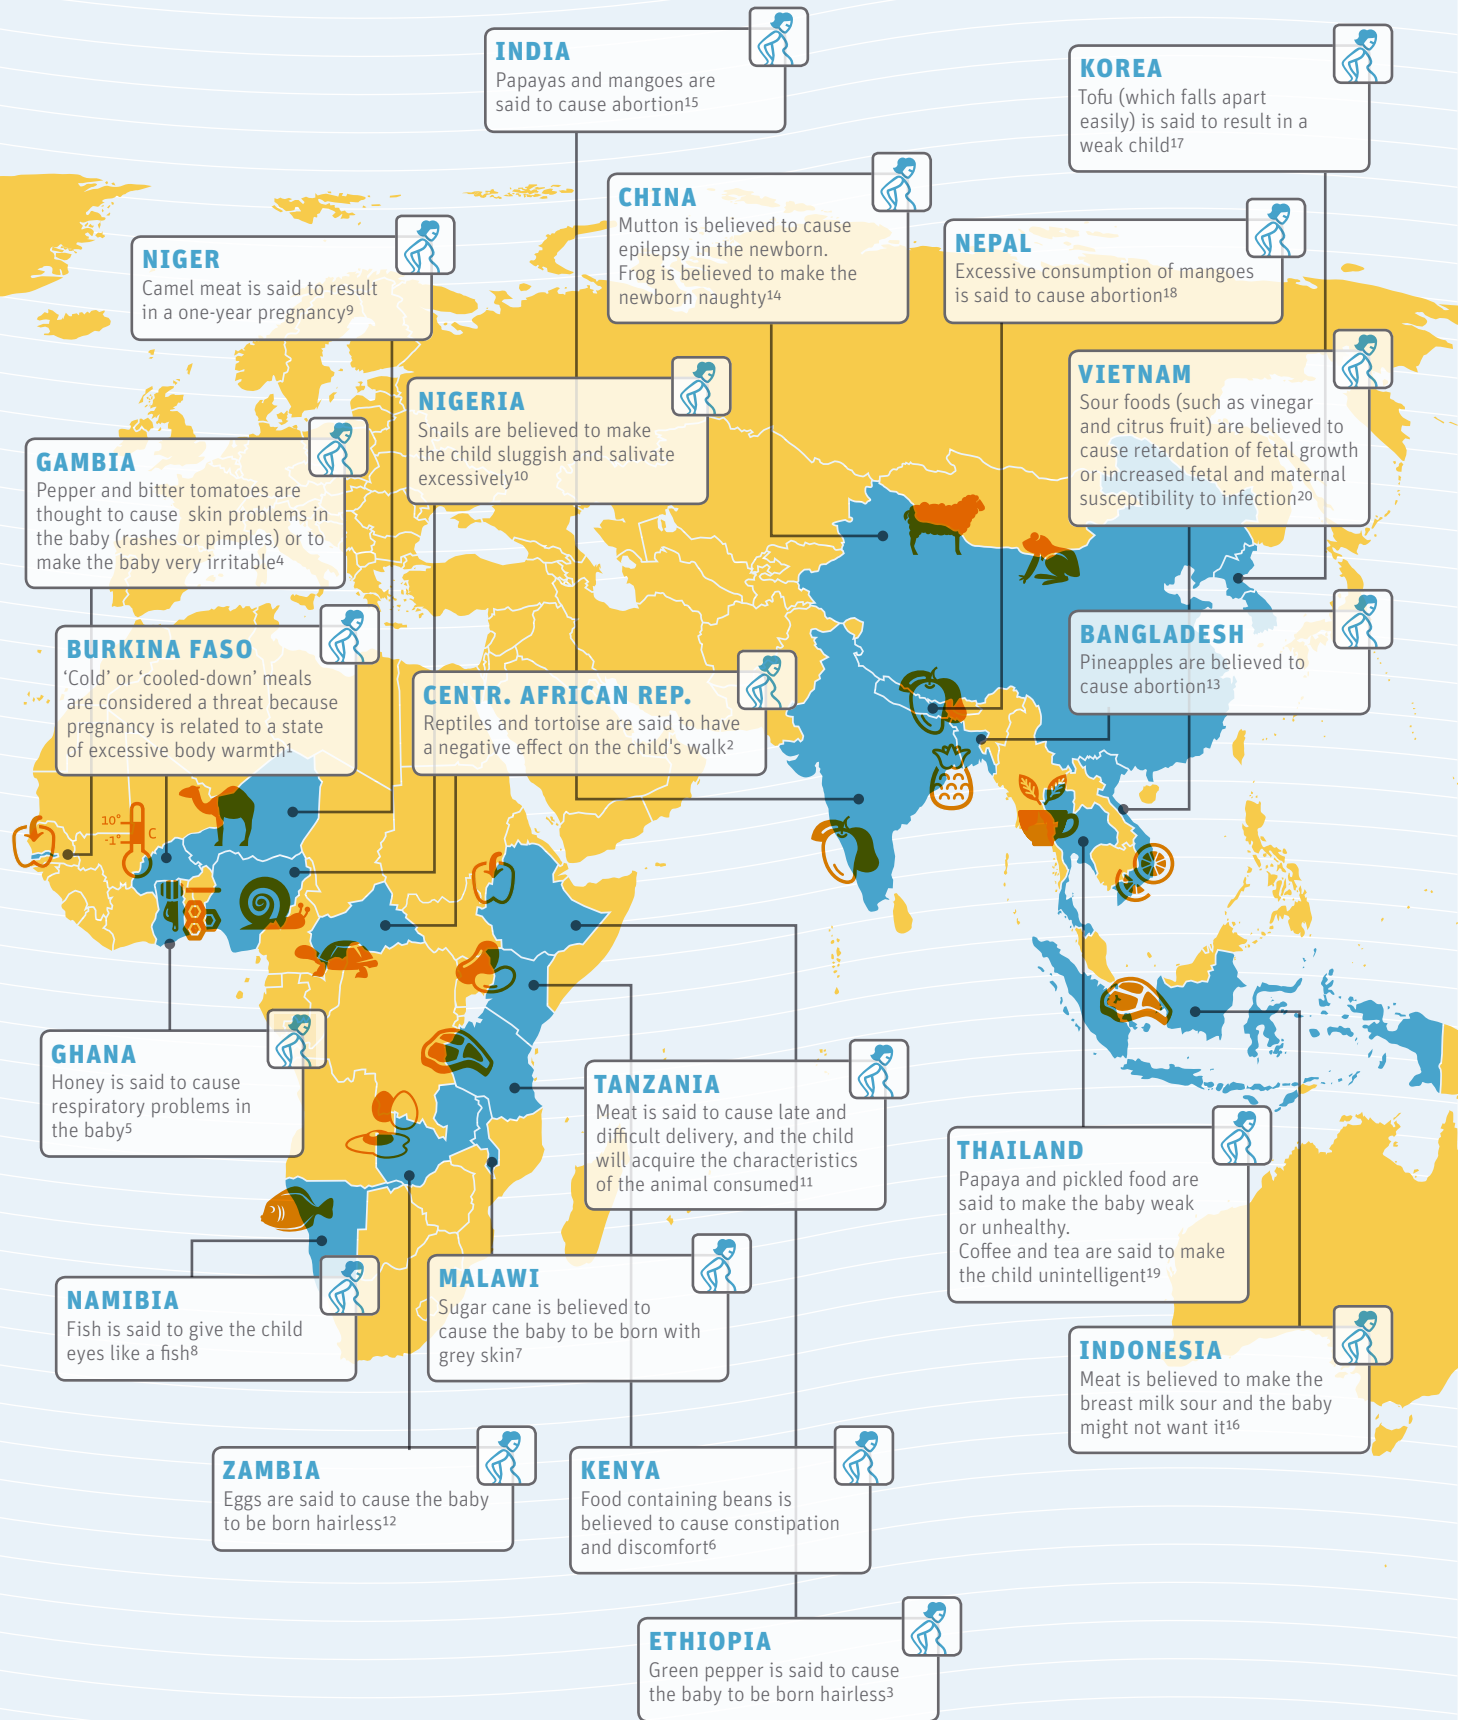 INDIA
Papayas and mangoes are
said to cause abortion¹⁵
KOREA
Tofu (which falls apart
easily) is said to result in a
weak child¹⁷
CHINA
Mutton is believed to cause
epilepsy in the newborn.
Frog is believed to make the
newborn naughty¹⁴
NEPAL
Excessive consumption of mangoes
is said to cause abortion¹⁸
NIGER
Camel meat is said to result
in a one-year pregnancy⁹
VIETNAM
Sour foods (such as vinegar
and citrus fruit) are believed to
cause retardation of fetal growth
or increased fetal and maternal
susceptibility to infection²⁰
NIGERIA
Snails are believed to make
the child sluggish and salivate
excessively¹⁰
GAMBIA
Pepper and bitter tomatoes are
thought to cause skin problems in
the baby (rashes or pimples) or to
make the baby very irritable⁴
BURKINA FASO
‘Cold’ or ‘cooled-down’ meals
are considered a threat because
pregnancy is related to a state
of excessive body warmth¹
BANGLADESH
Pineapples are believed to
cause abortion¹³
CENTR. AFRICAN REP.
Reptiles and tortoise are said to have
a negative effect on the child's walk²
10°
-1°
C
GHANA
Honey is said to cause
respiratory problems in
the baby⁵
TANZANIA
Meat is said to cause late and
difficult delivery, and the child
will acquire the characteristics
of the animal consumed¹¹
THAILAND
Papaya and pickled food are
said to make the baby weak
or unhealthy.
Coffee and tea are said to make
the child unintelligent¹⁹
NAMIBIA
Fish is said to give the child
eyes like a fish⁸
MALAWI
Sugar cane is believed to
cause the baby to be born with
grey skin⁷
INDONESIA
Meat is believed to make the
breast milk sour and the baby
might not want it¹⁶
ZAMBIA
Eggs are said to cause the baby
to be born hairless¹²
KENYA
Food containing beans is
believed to cause constipation
and discomfort⁶
ETHIOPIA
Green pepper is said to cause
the baby to be born hairless³